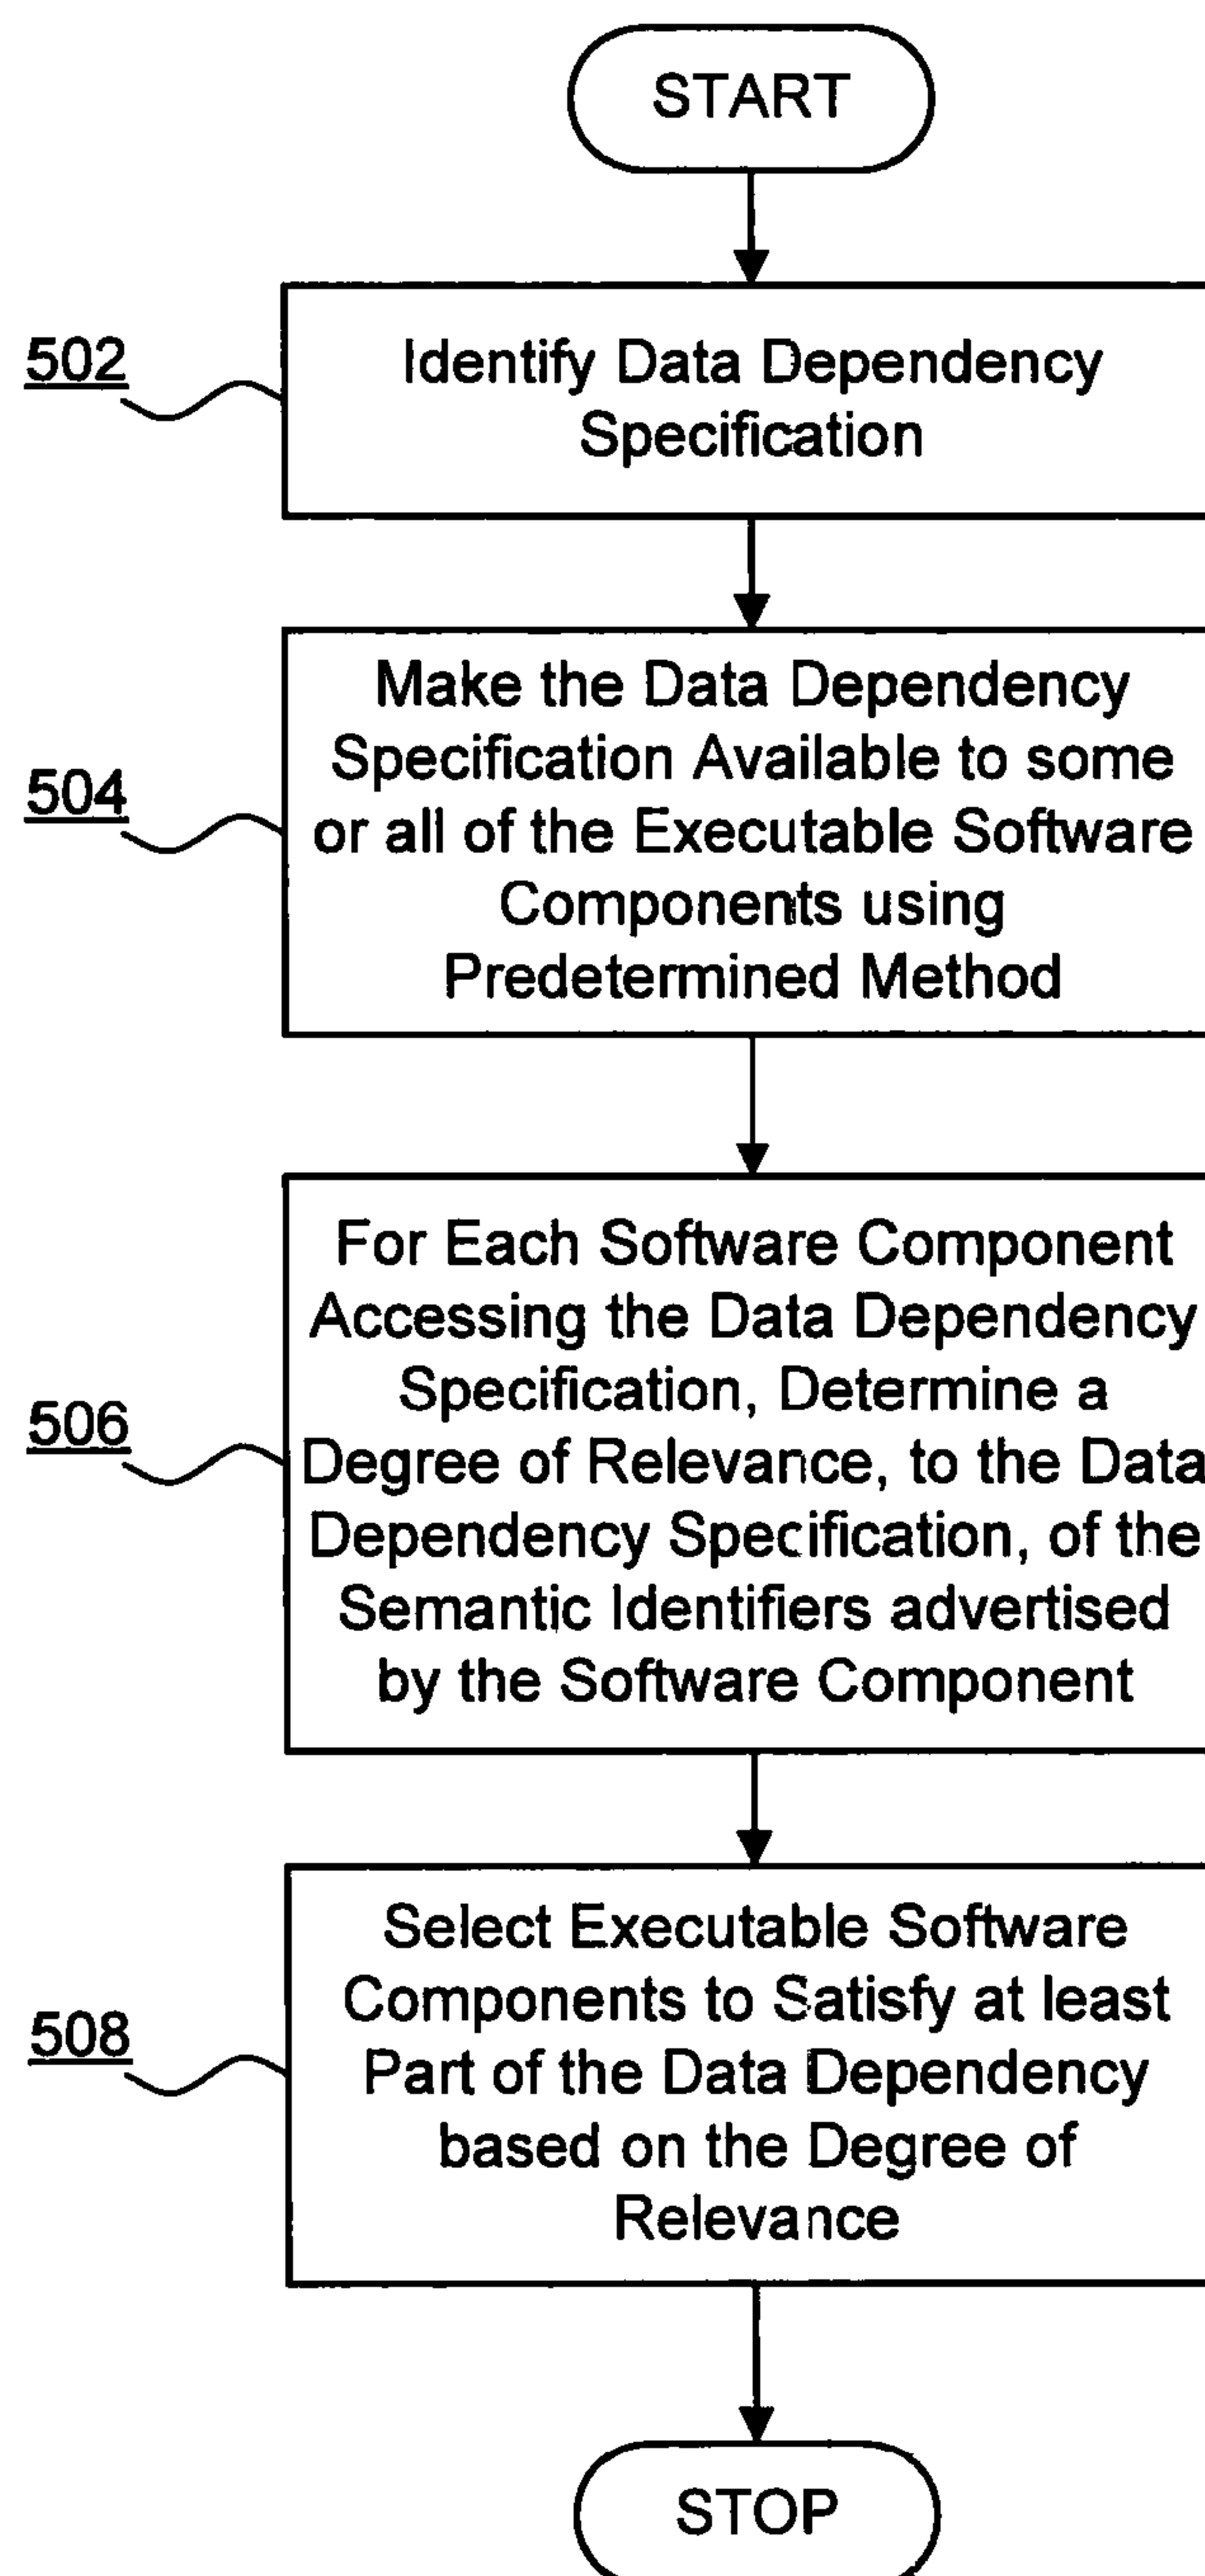 START
502
Identify Data Dependency
Specification
504
Make the Data Dependency
Specification Available to some
or all of the Executable Software
Components using
Predetermined Method
506
For Each Software Component
Accessing the Data Dependency
Specification, Determine a
Degree of Relevance, to the Data
Dependency Specification, of the
Semantic Identifiers advertised
by the Software Component
508
Select Executable Software
Components to Satisfy at least
Part of the Data Dependency
based on the Degree of
Relevance
STOP